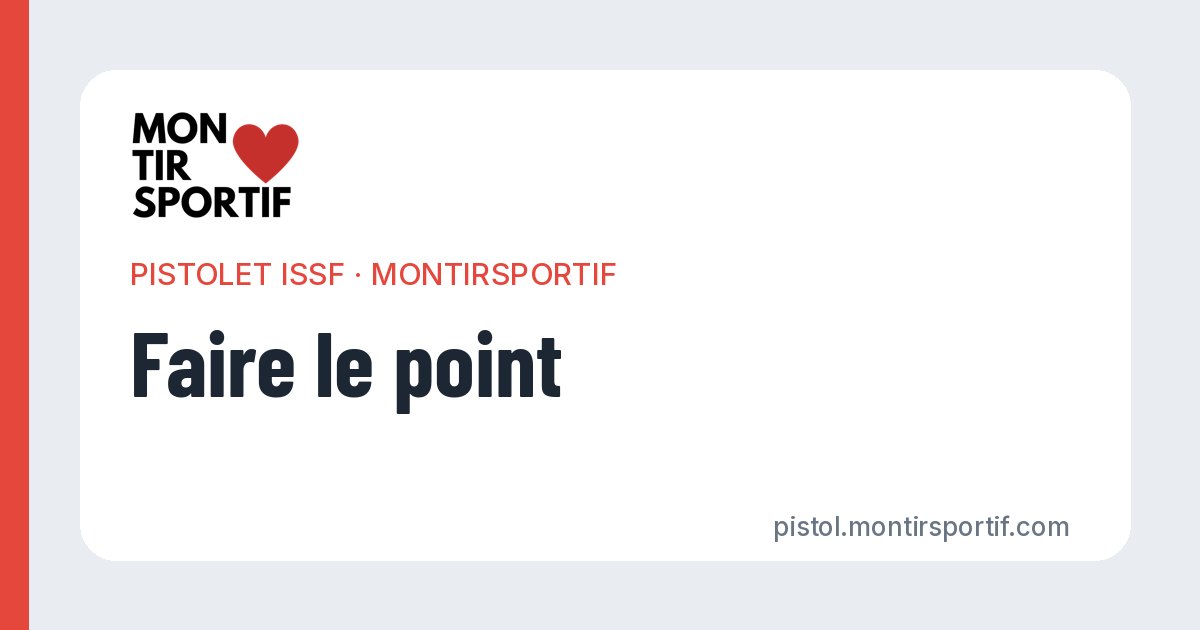 MON
TIR
SPORTIF
PISTOLET ISSF · MONTIRSPORTIF
Faire le point
pistol.montirsportif.com